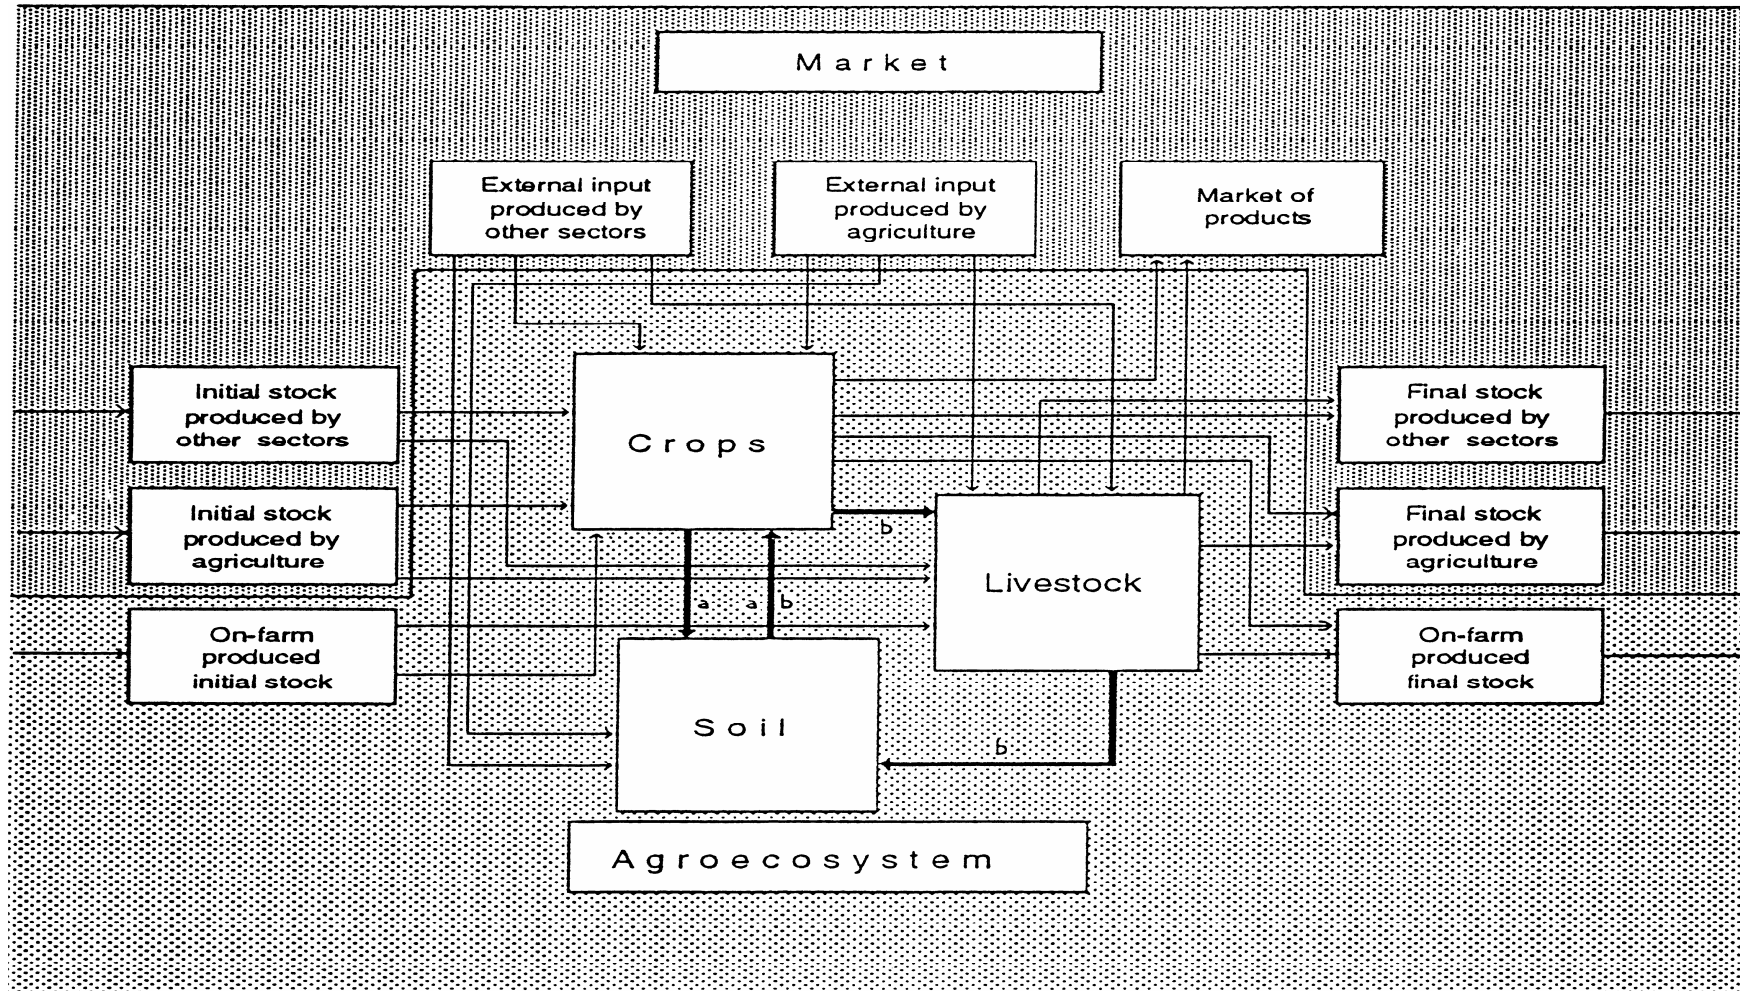 Market
External input
produced by
other sectors
External input
produced by
agriculture
Market of
products
Initial stock
produced by
other sectors
Crops
Final stock
produced by
other sectors
Initial stock
produced by
agriculture
b
Final stock
produced by
agriculture
Livestock
a
a
b
On-farm
produced
initial stock
On-farm
produced
final stock
Soil
b
Agroecosystem